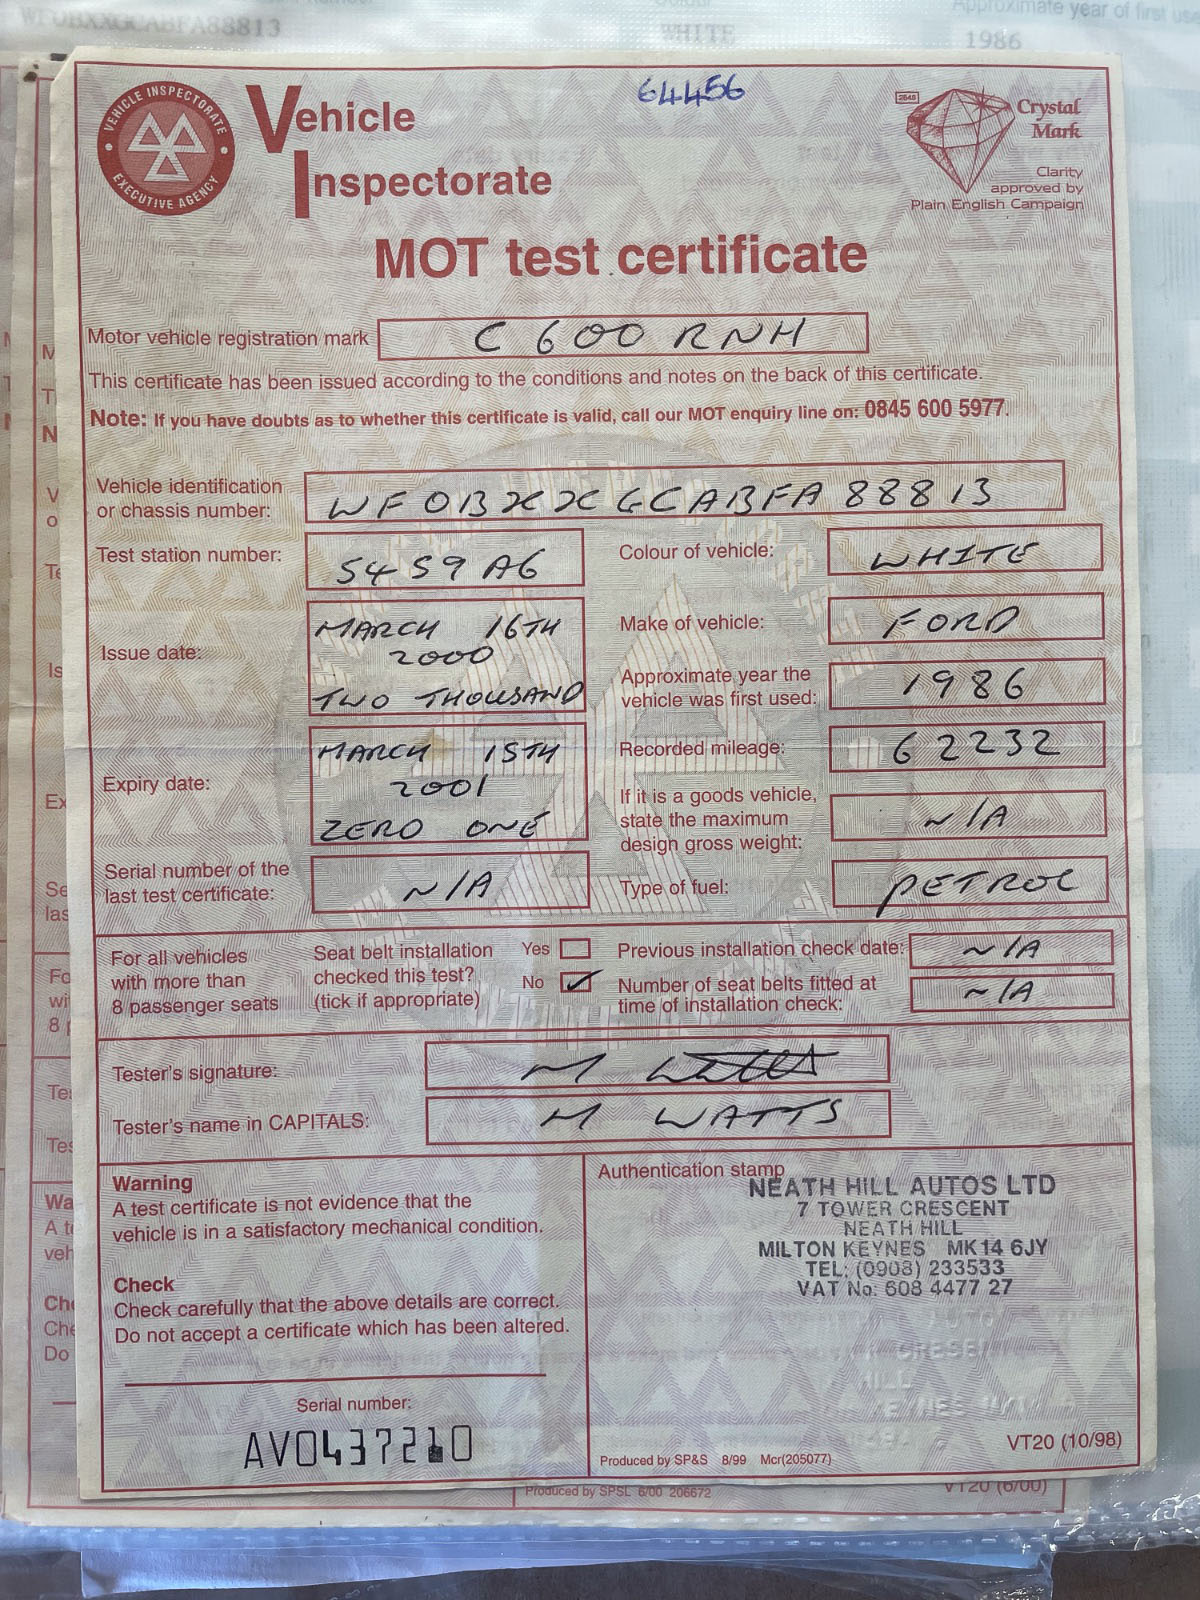 WF0BXXGCABFA88813
WHITE
Approximate year of first use
1986
64456
VEHICLE INSPECTORATE
EXECUTIVE AGENCY
Vehicle
Inspectorate
2648
Crystal
Mark
Clarity
approved by
Plain English Campaign
MOT test certificate
Motor vehicle registration mark C 600 RNH
This certificate has been issued according to the conditions and notes on the back of this certificate.
Note: If you have doubts as to whether this certificate is valid, call our MOT enquiry line on: 0845 600 5977.
Vehicle identification
or chassis number: WF0BXXGCABFA88813
Test station number: 5459 A6
Colour of vehicle: WHITE
Issue date: MARCH 16TH
2000
TWO THOUSAND
Make of vehicle: FORD
Approximate year the
vehicle was first used: 1986
Expiry date: MARCH 15TH
2001
ZERO ONE
Recorded mileage: 62232
If it is a goods vehicle,
state the maximum
design gross weight: N/A
Serial number of the
last test certificate: N/A
Type of fuel: PETROL
For all vehicles
with more than
8 passenger seats
Seat belt installation
checked this test?
(tick if appropriate)
Yes
No ✓
Previous installation check date: N/A
Number of seat belts fitted at
time of installation check: N/A
Tester's signature: M Watts
Tester's name in CAPITALS: M WATTS
Warning
A test certificate is not evidence that the
vehicle is in a satisfactory mechanical condition.
Check
Check carefully that the above details are correct.
Do not accept a certificate which has been altered.
Serial number:
AV0437210
Authentication stamp
NEATH HILL AUTOS LTD
7 TOWER CRESCENT
NEATH HILL
MILTON KEYNES MK14 6JY
TEL: (0908) 233533
VAT No: 608 4477 27
Produced by SP&S 8/99 Mcr(205077)
VT20 (10/98)
Produced by SPSL 6/00 206672
VT20 (6/00)